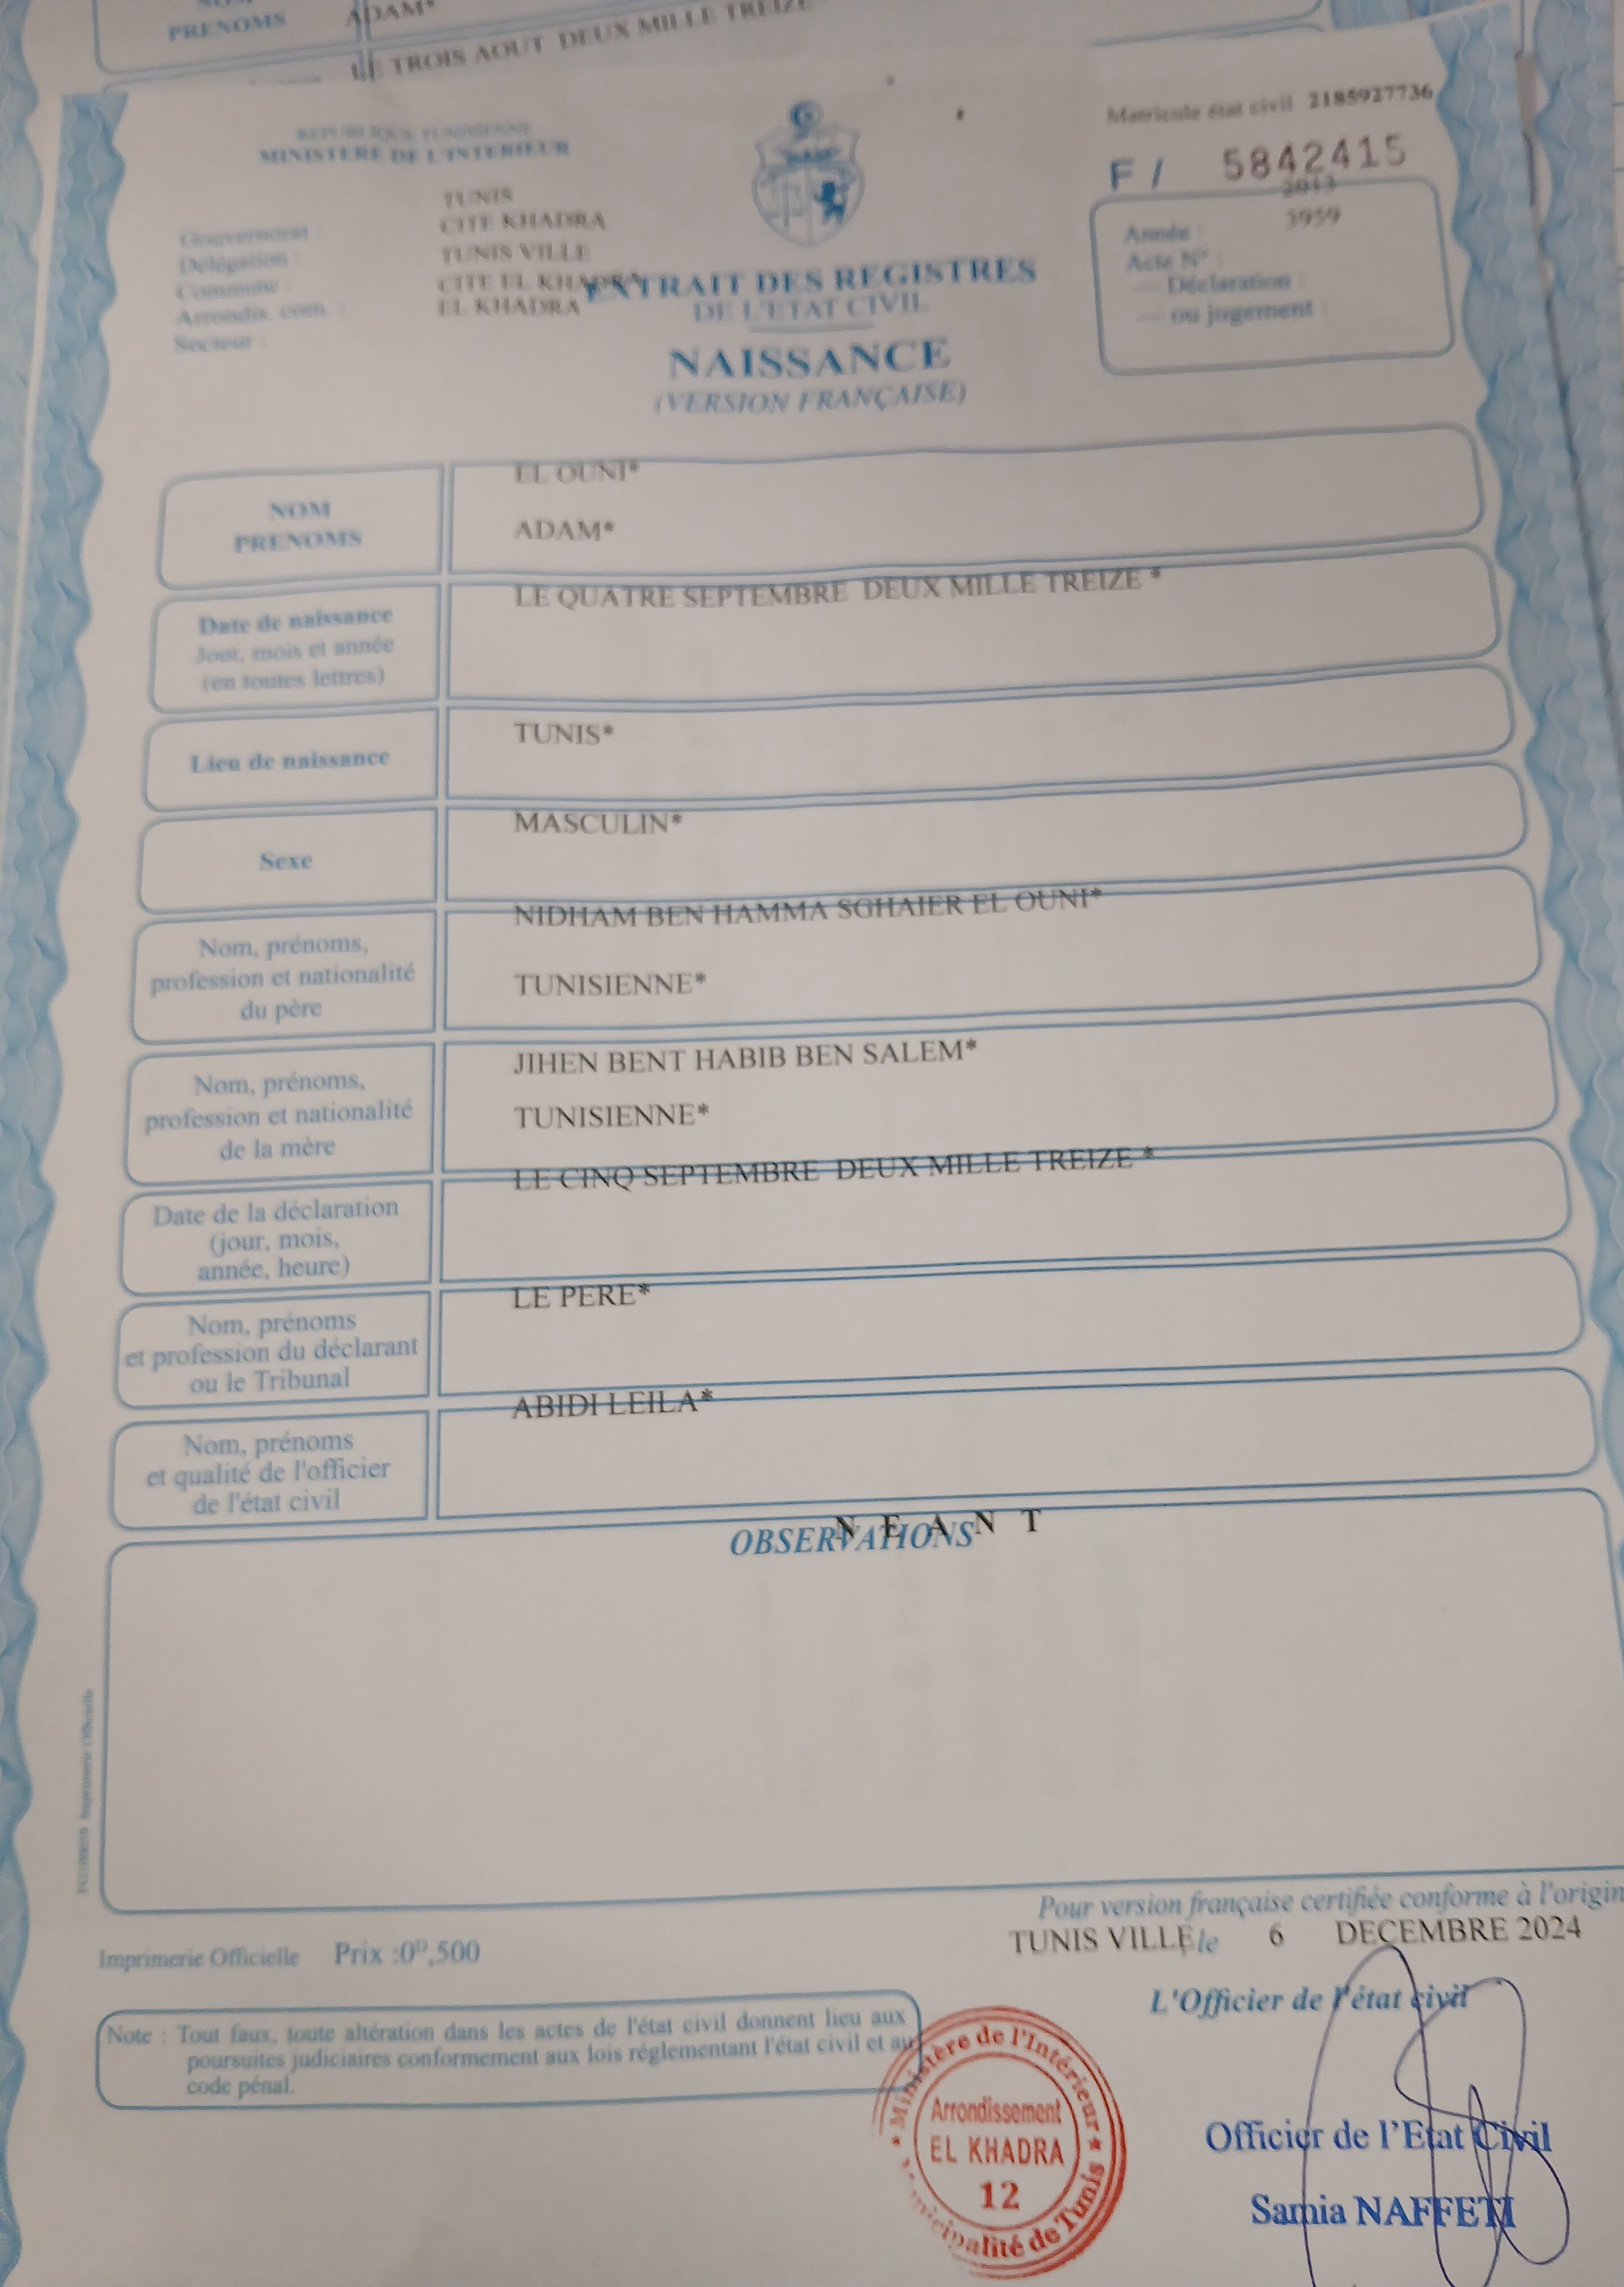 NOM
PRENOMS ADAM*
LE TROIS AOUT DEUX MILLE TREIZE
REPUBLIQUE TUNISIENNE
MINISTERE DE L'INTERIEUR
Matricule état civil 2185927736
F / 5842415
Gouvernorat : TUNIS
Délégation : CITE KHADRA
Commune : TUNIS VILLE
Arrondis. com. : CITE EL KHADRA
Secteur : EL KHADRA
Année : 2013
Acte N° : 3959
— Déclaration :
— ou jugement :
EXTRAIT DES REGISTRES
DE L'ETAT CIVIL
NAISSANCE
(VERSION FRANÇAISE)
NOM EL OUNI*
PRENOMS ADAM*
Date de naissance
Jour, mois et année
(en toutes lettres)
LE QUATRE SEPTEMBRE DEUX MILLE TREIZE *
Lieu de naissance TUNIS*
Sexe MASCULIN*
Nom, prénoms,
profession et nationalité
du père
NIDHAM BEN HAMMA SGHAIER EL OUNI*
TUNISIENNE*
Nom, prénoms,
profession et nationalité
de la mère
JIHEN BENT HABIB BEN SALEM*
TUNISIENNE*
Date de la déclaration
(jour, mois,
année, heure)
LE CINQ SEPTEMBRE DEUX MILLE TREIZE *
Nom, prénoms
et profession du déclarant
ou le Tribunal
LE PERE*
Nom, prénoms
et qualité de l'officier
de l'état civil
ABIDI LEILA*
OBSERVATIONS
N E A N T
Imprimerie Officielle
Pour version française certifiée conforme à l'origin
TUNIS VILLE le 6 DECEMBRE 2024
Imprimerie Officielle Prix :0ᴰ,500
L'Officier de l'état civil
Note : Tout faux, toute altération dans les actes de l'état civil donnent lieu aux
poursuites judiciaires conformement aux lois réglementant l'état civil et au
code pénal.
Ministère de l'Intérieur
Arrondissement
EL KHADRA
12
Municipalité de Tunis
Officier de l'Etat Civil
Samia NAFFETI